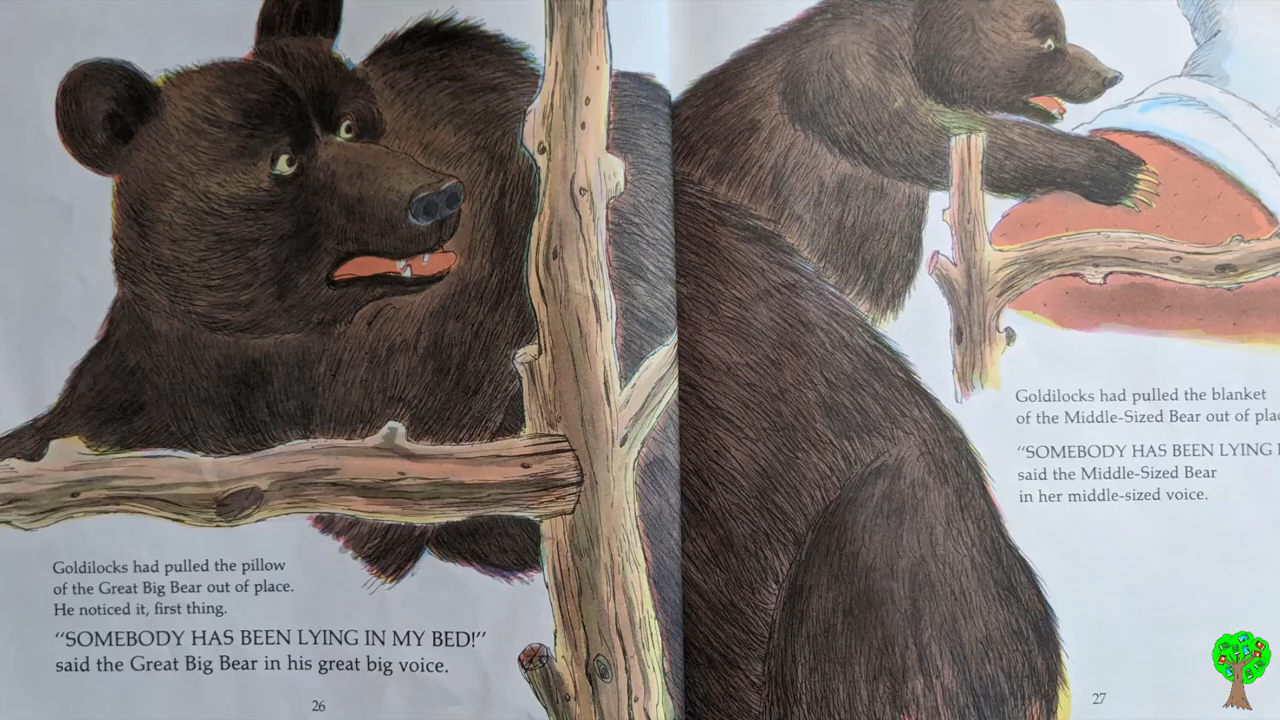 Goldilocks had pulled the pillow
of the Great Big Bear out of place.
He noticed it, first thing.
"SOMEBODY HAS BEEN LYING IN MY BED!"
said the Great Big Bear in his great big voice.
26
Goldilocks had pulled the blanket
of the Middle-Sized Bear out of
"SOMEBODY HAS BEEN LYING
said the Middle-Sized Bear
in her middle-sized voice.
27